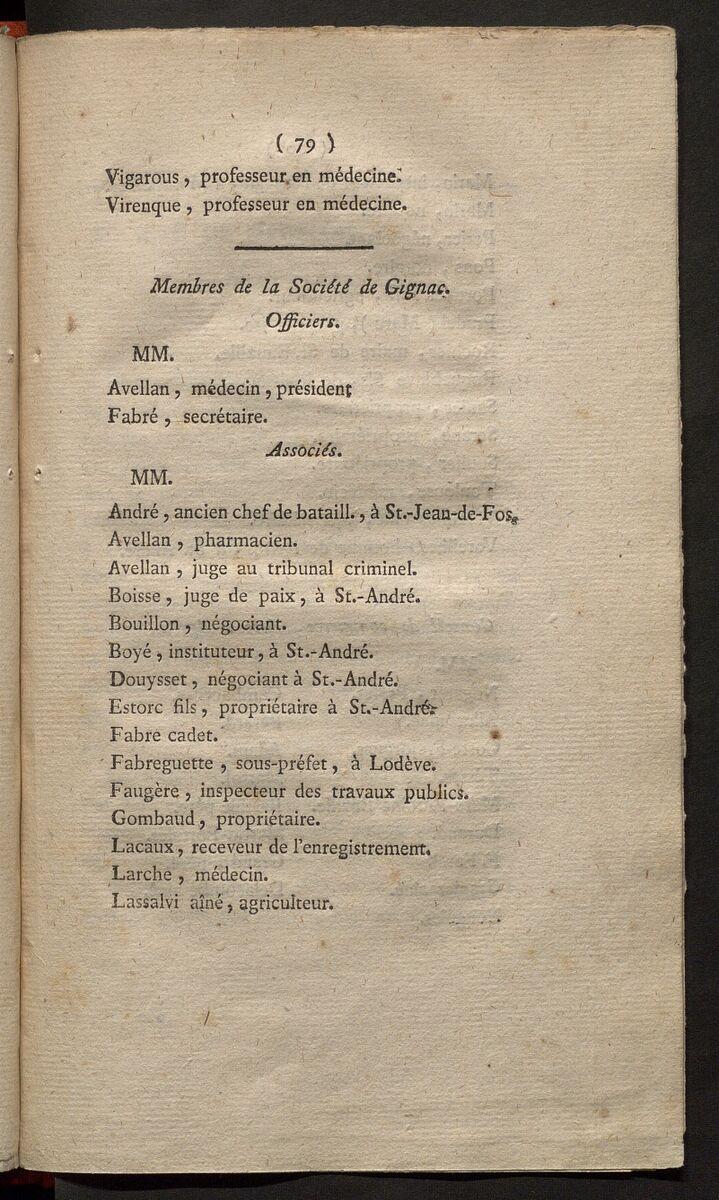 ( 79 )
Vigarous , professeur en médecine.
Virenque , professeur en médecine.
Membres de la Société de Gignac.
Officiers.
MM.
Avellan , médecin , président
Fabré , secrétaire.
Associés.
MM.
André , ancien chef de bataill. , à St.-Jean-de-Fos.
Avellan , pharmacien.
Avellan , juge au tribunal criminel.
Boisse , juge de paix , à St.-André.
Bouillon , négociant.
Boyé , instituteur , à St.-André.
Douysset , négociant à St.-André.
Estorc fils , propriétaire à St.-André.
Fabre cadet.
Fabreguette , sous-préfet , à Lodève.
Faugère , inspecteur des travaux publics.
Gombaud , propriétaire.
Lacaux , receveur de l'enregistrement.
Larche , médecin.
Lassalvi aîné , agriculteur.